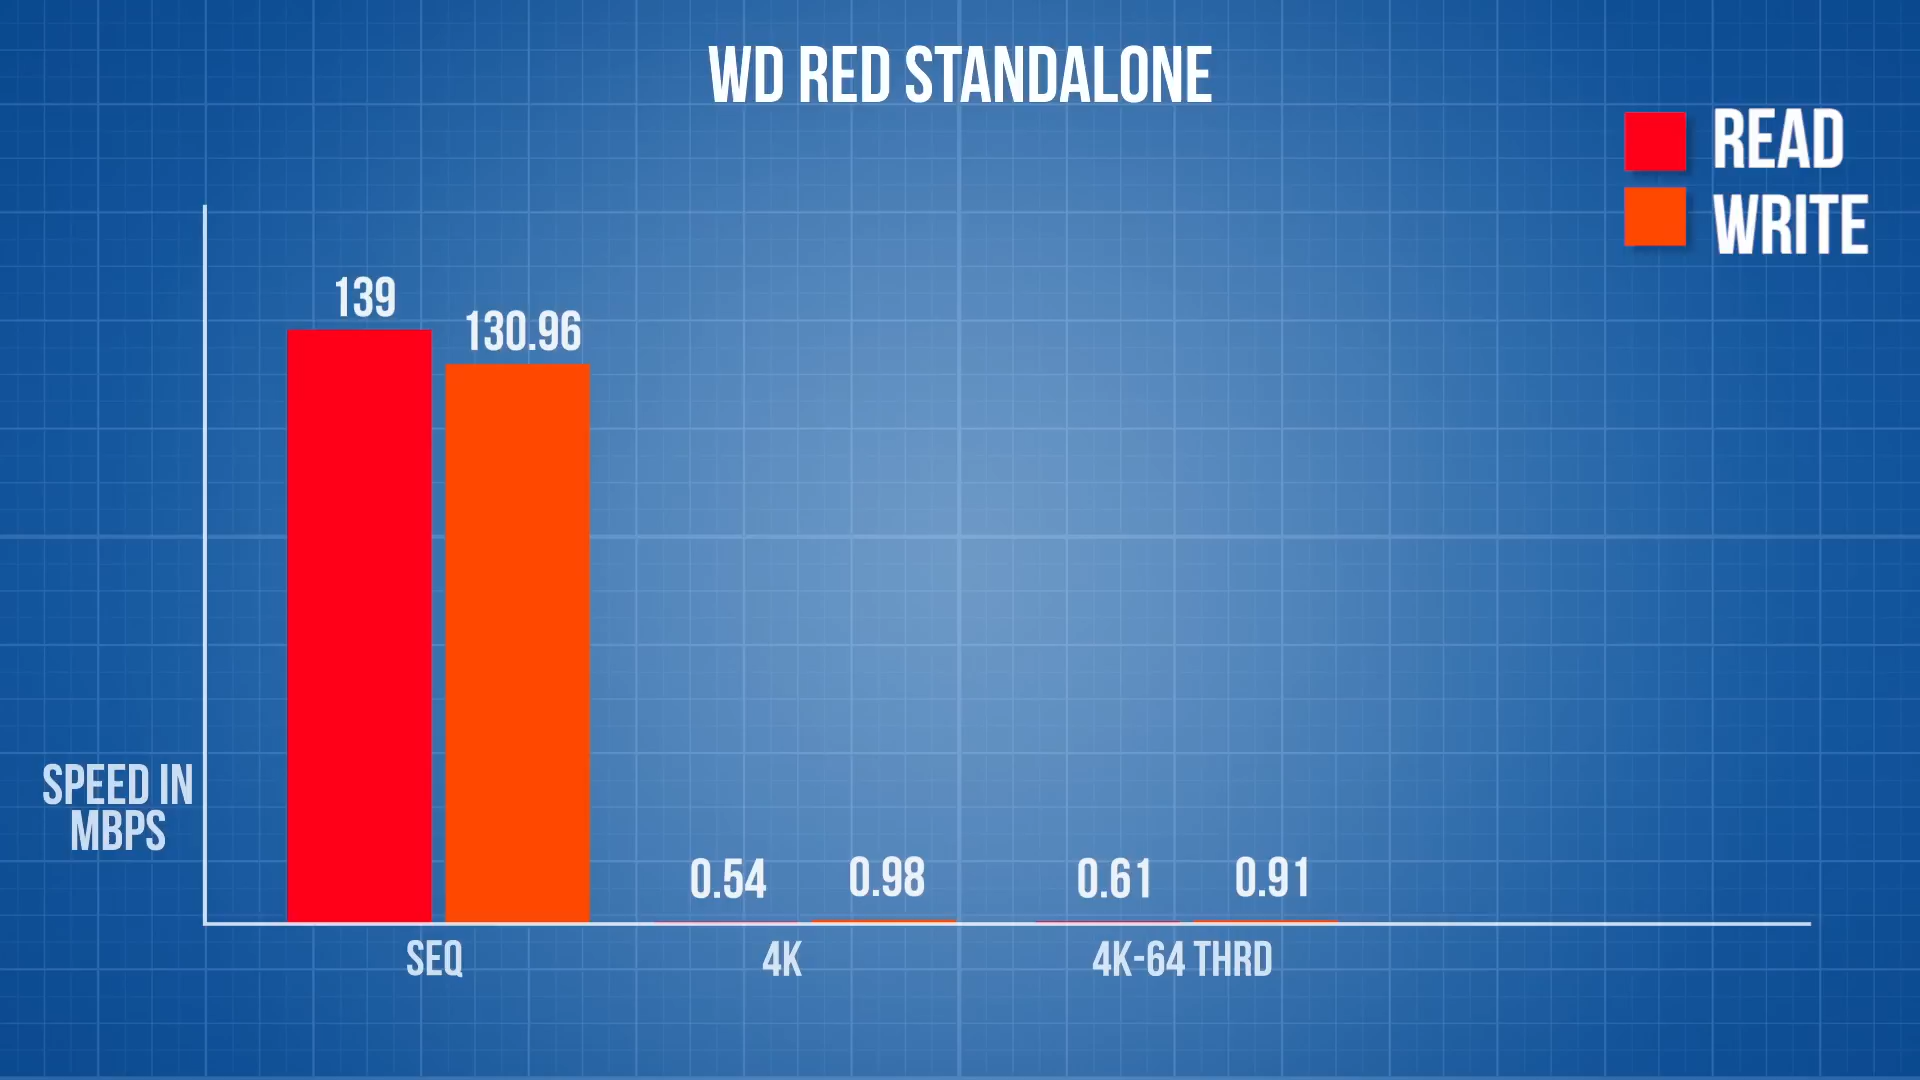 WD RED STANDALONE
READ
WRITE
139
130.96
SPEED IN
MBPS
0.54
0.98
0.61
0.91
SEQ
4K
4K-64 THRD